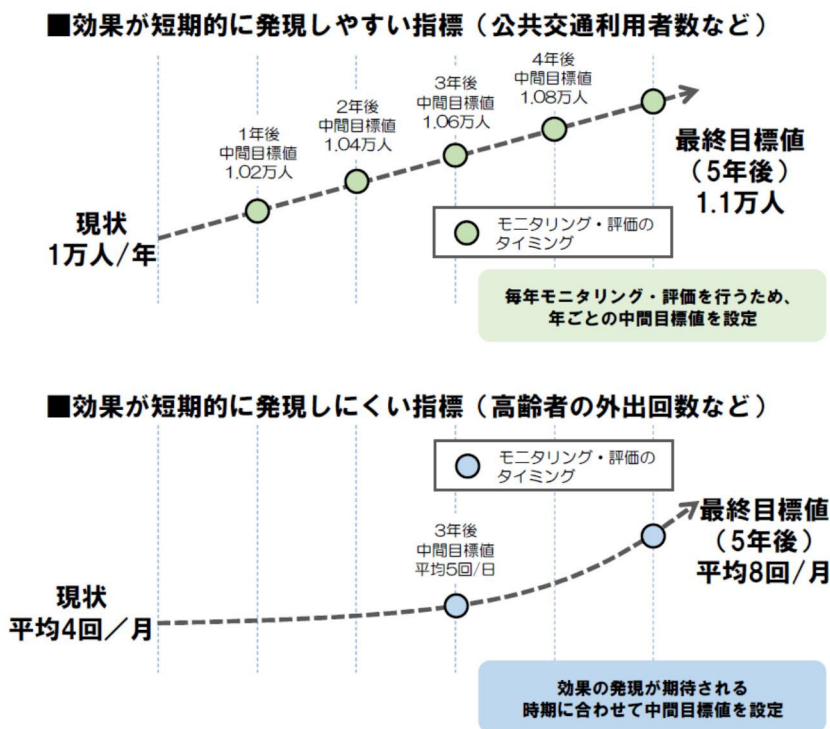 ■効果が短期的に発現しやすい指標（公共交通利用者数など）
4年後
中間目標値
1.08万人
3年後
中間目標値
1.06万人
2年後
中間目標値
1.04万人
1年後
中間目標値
1.02万人
最終目標値
（5年後）
1.1万人
現状
1万人/年
モニタリング・評価の
タイミング
毎年モニタリング・評価を行うため、
年ごとの中間目標値を設定
■効果が短期的に発現しにくい指標（高齢者の外出回数など）
モニタリング・評価の
タイミング
3年後
中間目標値
平均5回/日
最終目標値
（5年後）
平均8回/月
現状
平均4回／月
効果の発現が期待される
時期に合わせて中間目標値を設定